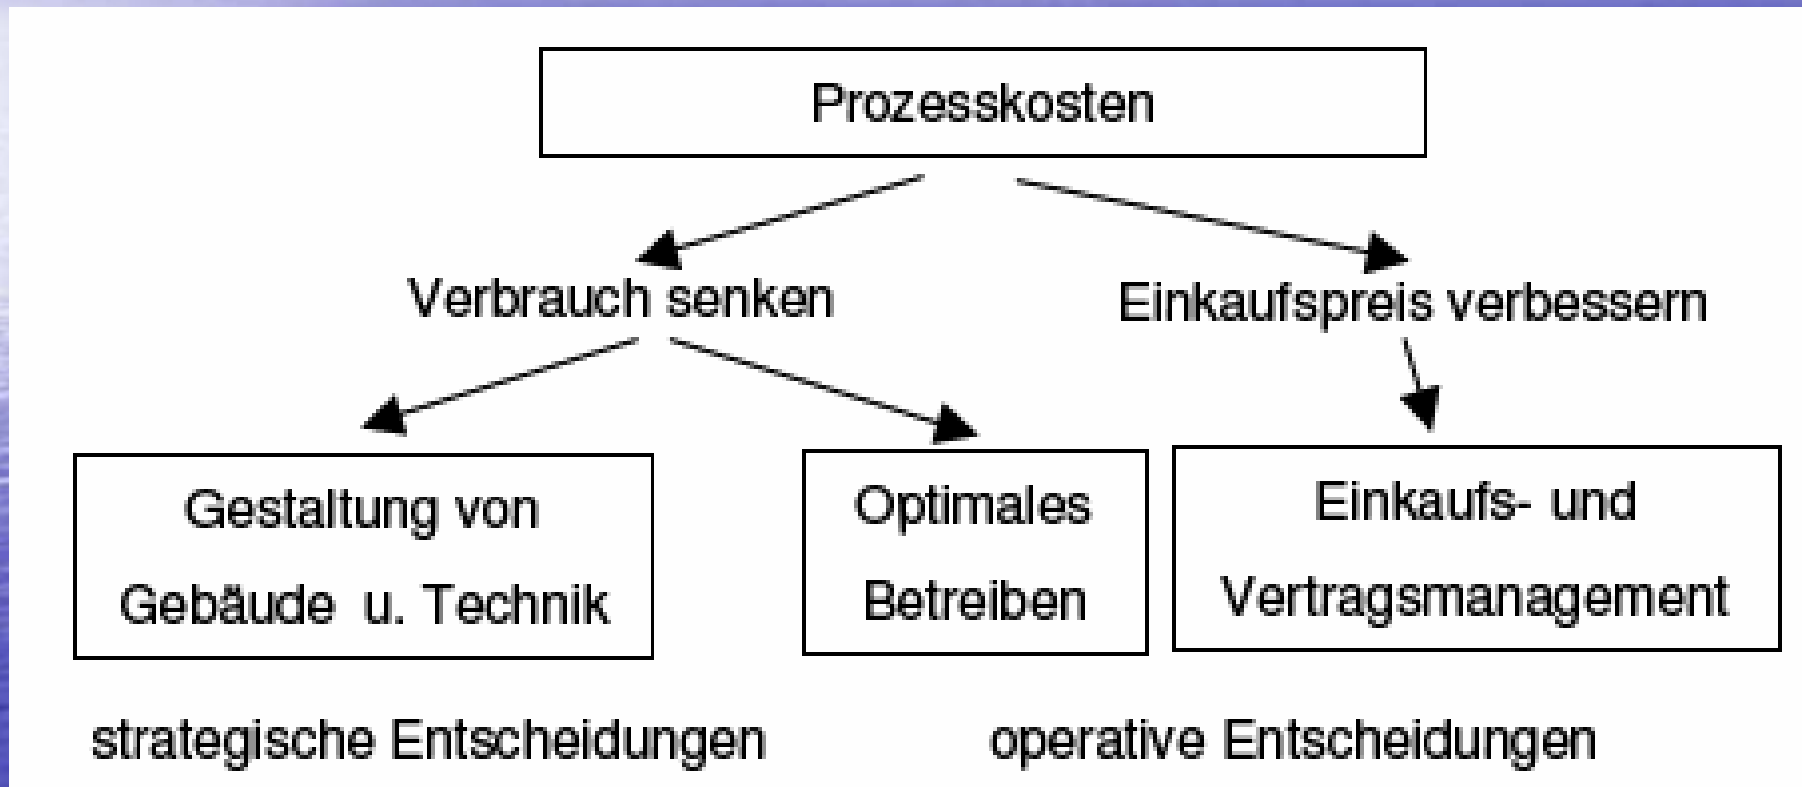 Prozesskosten
Verbrauch senken
Einkaufspreis verbessern
Gestaltung von
Gebäude u. Technik
Optimales
Betreiben
Einkaufs- und
Vertragsmanagement
strategische Entscheidungen
operative Entscheidungen